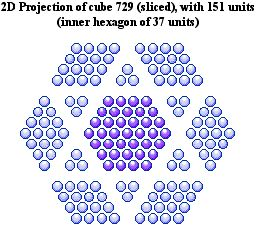 2D Projection of cube 729 (sliced), with 151 units
(inner hexagon of 37 units)